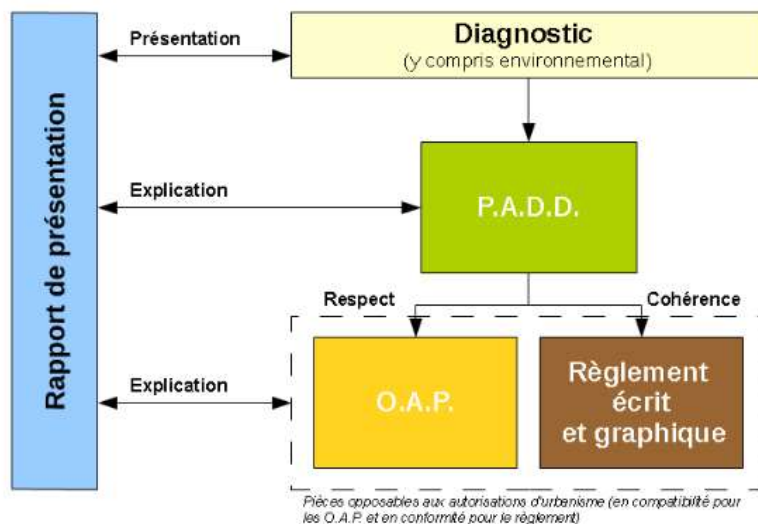 Rapport de présentation
Présentation
Diagnostic
(y compris environnemental)
Explication
P.A.D.D.
Respect
Cohérence
Explication
O.A.P.
Règlement
écrit
et graphique
Pièces opposables aux autorisations d'urbanisme (en compatibilité pour
les O.A.P. et en conformité pour le règlement)